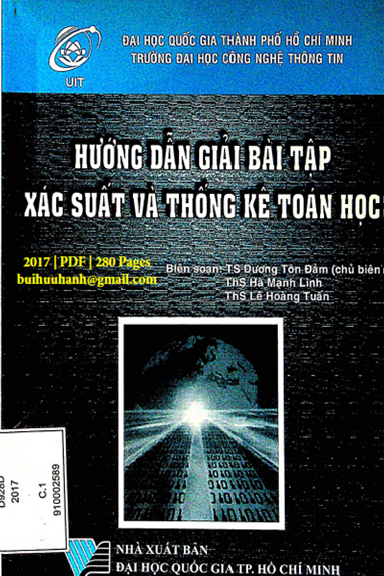 ĐẠI HỌC QUỐC GIA THÀNH PHỐ HỒ CHÍ MINH
TRƯỜNG ĐẠI HỌC CÔNG NGHỆ THÔNG TIN
UIT
HƯỚNG DẪN GIẢI BÀI TẬP
XÁC SUẤT VÀ THỐNG KÊ TOÁN HỌC
2017 | PDF | 280 Pages
buihuuhanh@gmail.com
Biên soạn: TS Dương Tôn Đảm (chủ biên
ThS Hà Mạnh Linh
ThS Lê Hoàng Tuấn
D928D
2017
C.1
910002589
NHÀ XUẤT BẢN
ĐẠI HỌC QUỐC GIA TP. HỒ CHÍ MINH